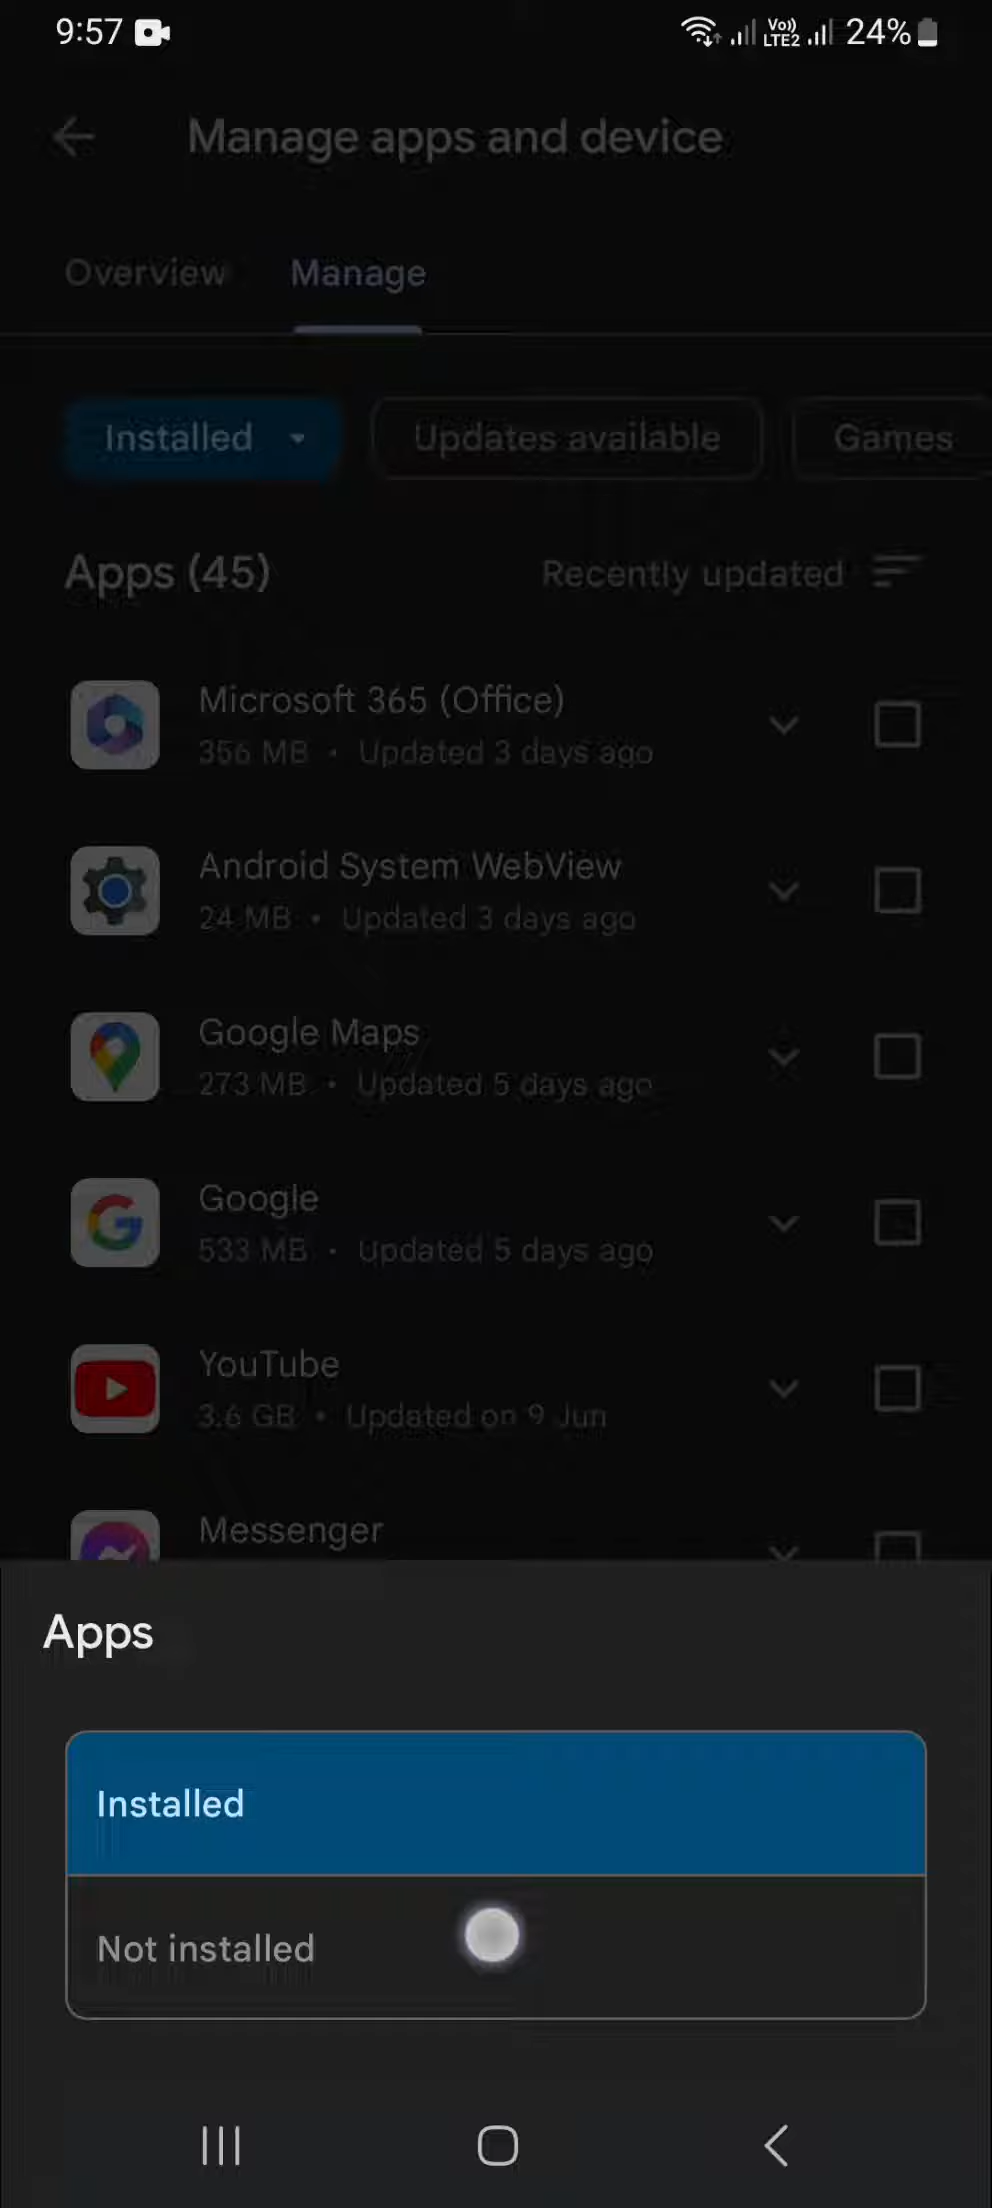 9:57 Vo)) LTE2 24%
Manage apps and device
Overview Manage
Installed Updates available Games
Apps (45) Recently updated
Microsoft 365 (Office)
356 MB • Updated 3 days ago
Android System WebView
24 MB • Updated 3 days ago
Google Maps
273 MB • Updated 5 days ago
Google
533 MB • Updated 5 days ago
YouTube
3.6 GB • Updated on 9 Jun
Messenger
Apps
Installed
Not installed